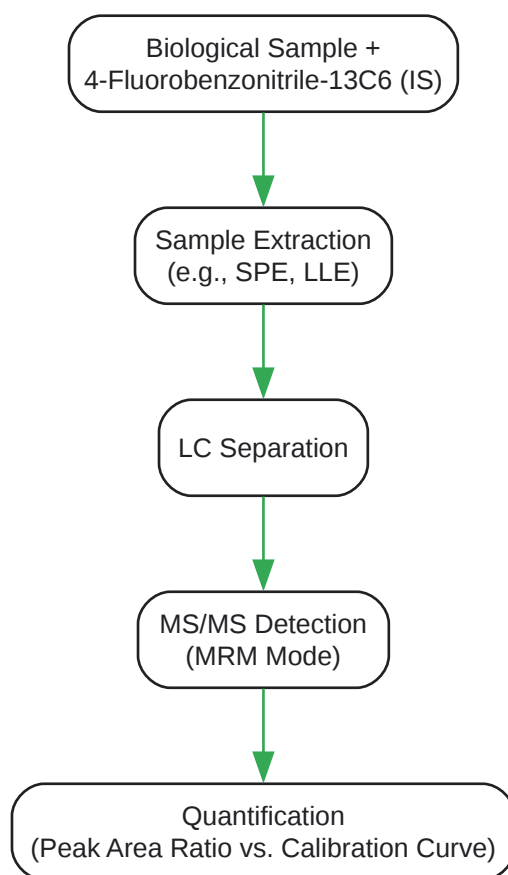 Biological Sample +
4-Fluorobenzonitrile-13C6 (IS)
Sample Extraction
(e.g., SPE, LLE)
LC Separation
MS/MS Detection
(MRM Mode)
Quantification
(Peak Area Ratio vs. Calibration Curve)